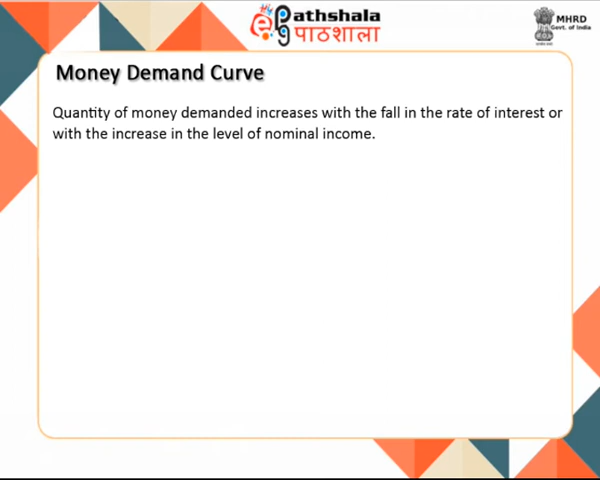 ePathshala
पाठशाला
MHRD
Govt. of India
Money Demand Curve
Quantity of money demanded increases with the fall in the rate of interest or
with the increase in the level of nominal income.